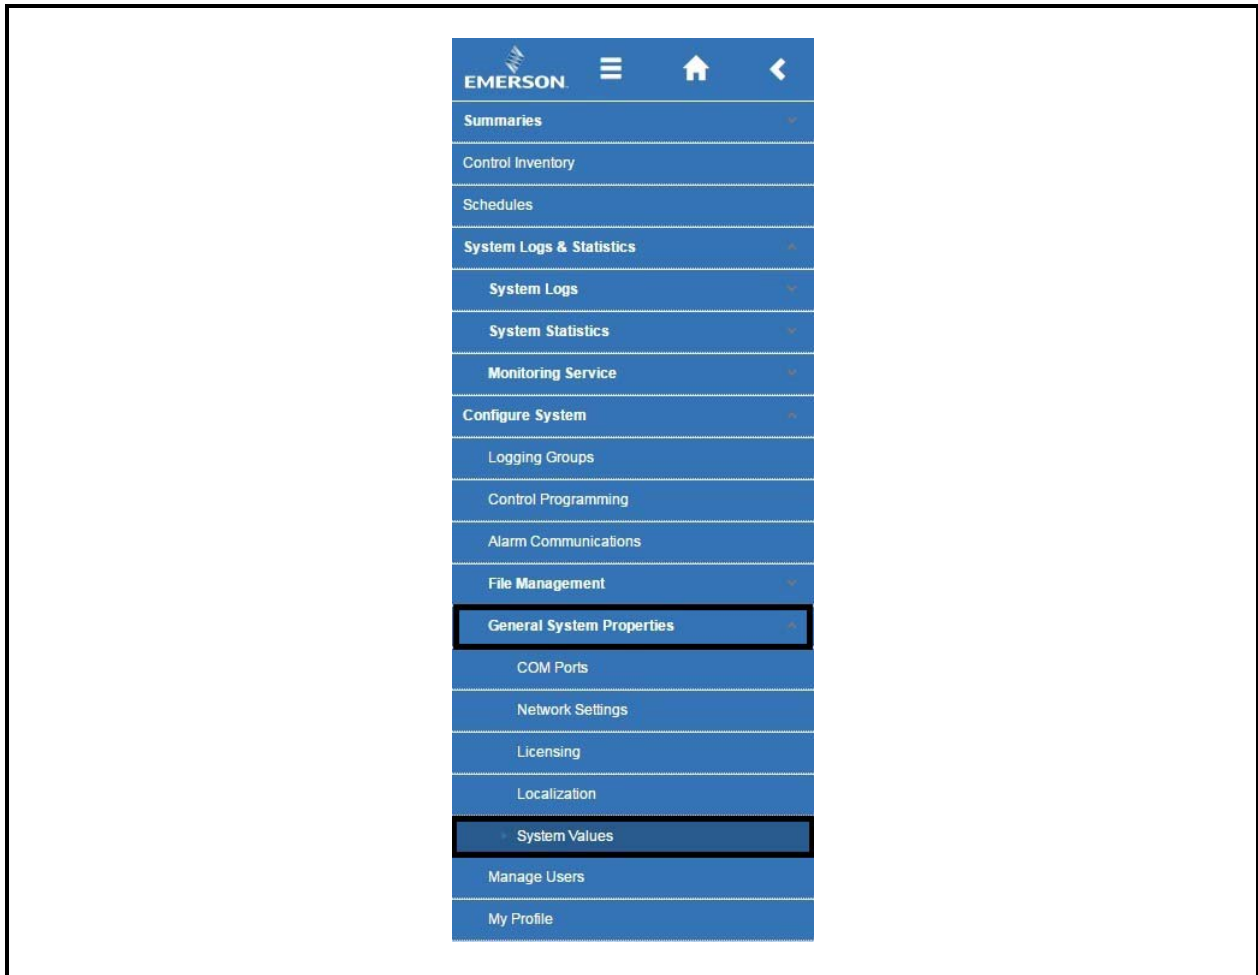 EMERSON.
Summaries
Control Inventory
Schedules
System Logs & Statistics
System Logs
System Statistics
Monitoring Service
Configure System
Logging Groups
Control Programming
Alarm Communications
File Management
General System Properties
COM Ports
Network Settings
Licensing
Localization
System Values
Manage Users
My Profile